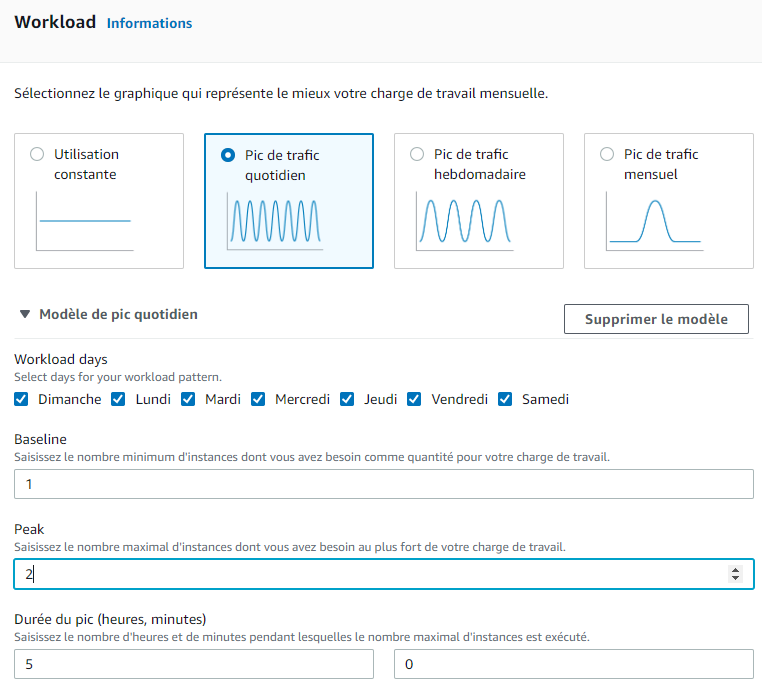 Workload Informations
Sélectionnez le graphique qui représente le mieux votre charge de travail mensuelle.
Utilisation constante
Pic de trafic quotidien
Pic de trafic hebdomadaire
Pic de trafic mensuel
Modèle de pic quotidien
Supprimer le modèle
Workload days
Select days for your workload pattern.
Dimanche Lundi Mardi Mercredi Jeudi Vendredi Samedi
Baseline
Saisissez le nombre minimum d'instances dont vous avez besoin comme quantité pour votre charge de travail.
1
Peak
Saisissez le nombre maximal d'instances dont vous avez besoin au plus fort de votre charge de travail.
2
Durée du pic (heures, minutes)
Saisissez le nombre d'heures et de minutes pendant lesquelles le nombre maximal d'instances est exécuté.
5 0